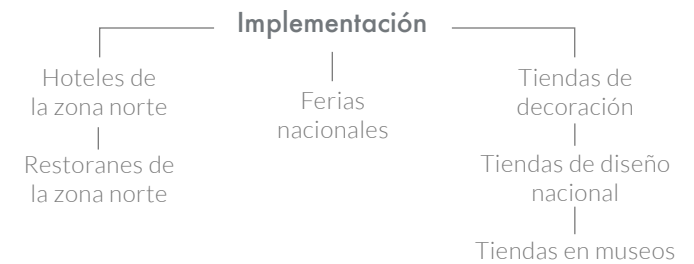 Implementación
Hoteles de
la zona norte
Restoranes de
la zona norte
Ferias
nacionales
Tiendas de
decoración
Tiendas de diseño
nacional
Tiendas en museos